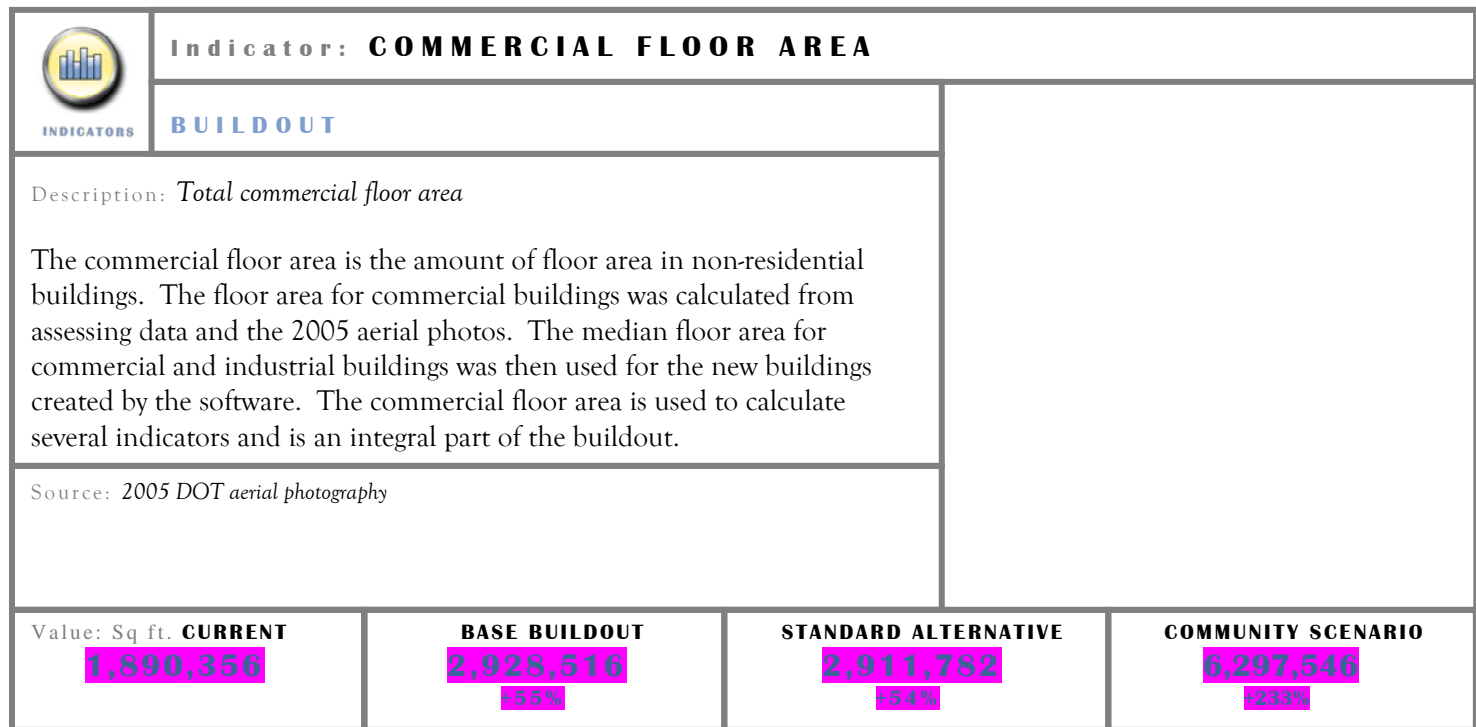 Indicator: COMMERCIAL FLOOR AREA
INDICATORS
BUILDOUT
Description: Total commercial floor area
The commercial floor area is the amount of floor area in non-residential
buildings. The floor area for commercial buildings was calculated from
assessing data and the 2005 aerial photos. The median floor area for
commercial and industrial buildings was then used for the new buildings
created by the software. The commercial floor area is used to calculate
several indicators and is an integral part of the buildout.
Source: 2005 DOT aerial photography
Value: Sq ft. CURRENT
1,890,356
BASE BUILDOUT
2,928,516
+55%
STANDARD ALTERNATIVE
2,911,782
+54%
COMMUNITY SCENARIO
6,297,546
+233%